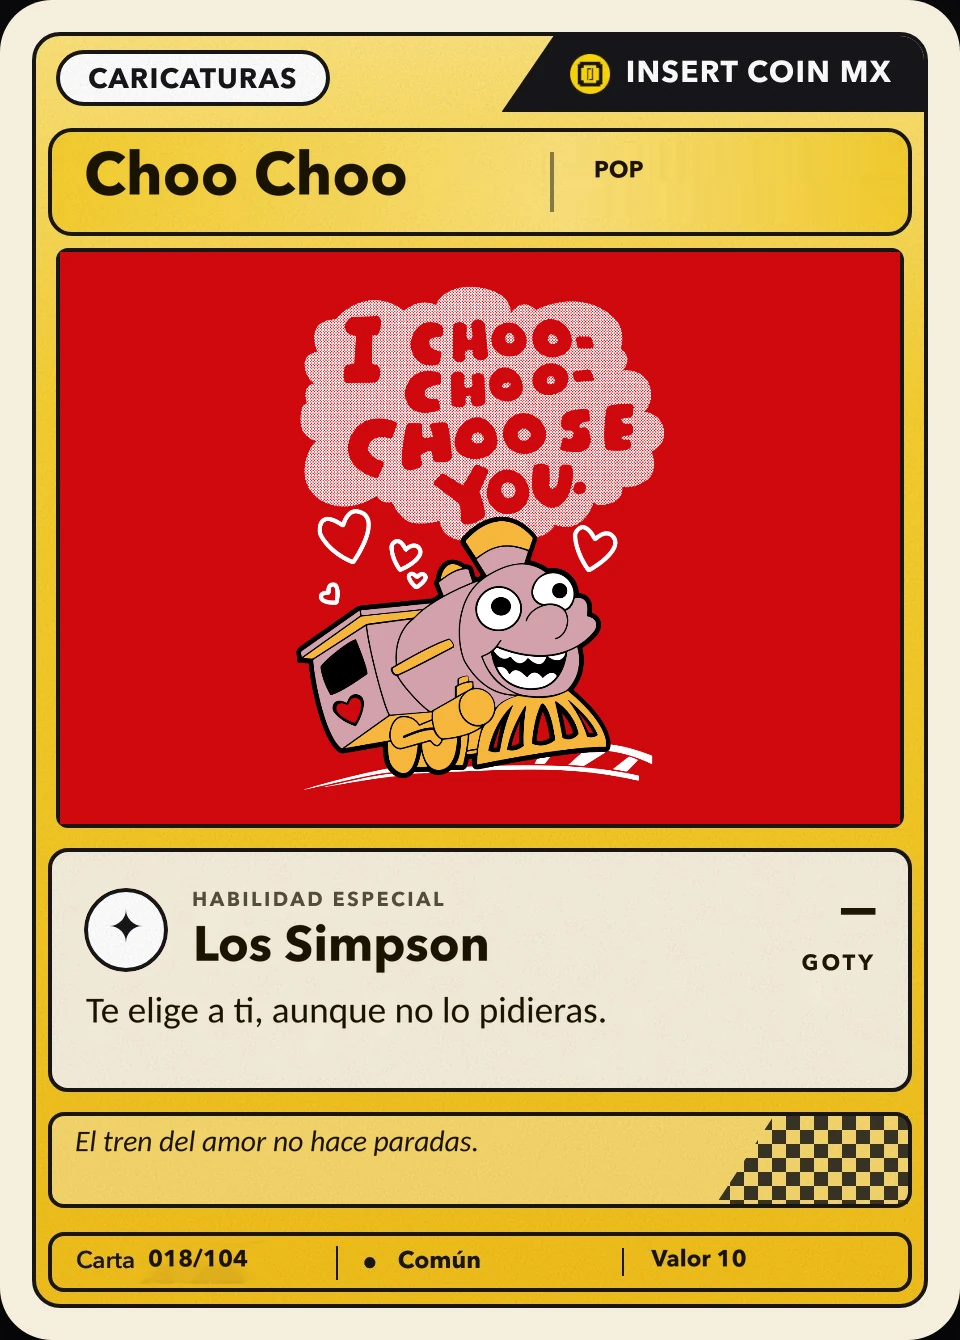 CARICATURAS
INSERT COIN MX
Choo Choo
POP
I CHOO-
CHOO-
CHOOSE
YOU.
HABILIDAD ESPECIAL
Los Simpson
—
GOTY
Te elige a ti, aunque no lo pidieras.
El tren del amor no hace paradas.
Carta 018/104
• Común
Valor 10